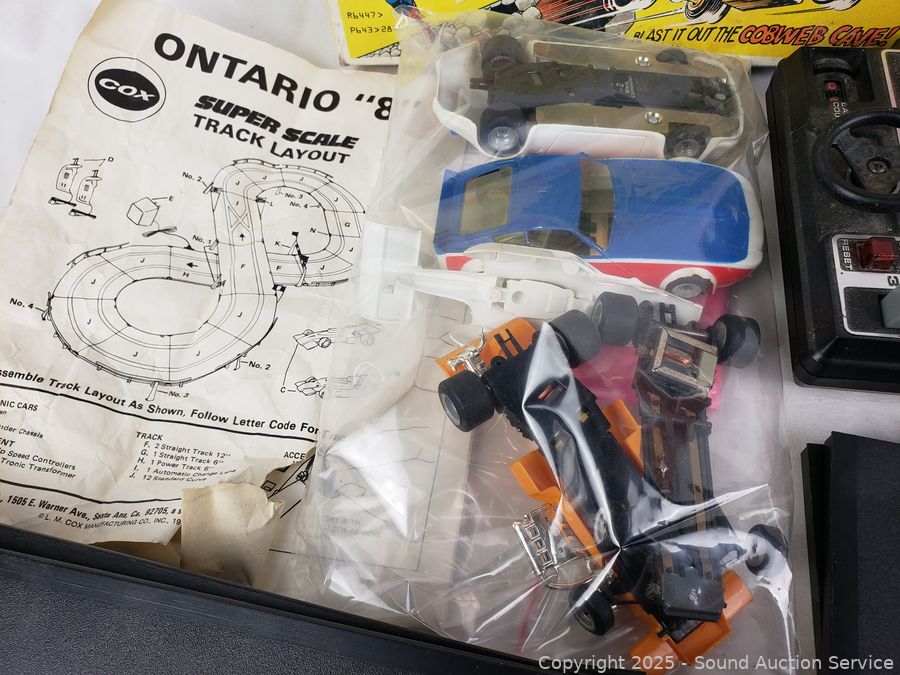 R6447>
P643>28
BLAST IT OUT THE COBWEB CAVE!
ONTARIO "8
COX
SUPER SCALE
TRACK LAYOUT
D
E
No. 2
J
J
J
L
No. 3
No. 4
G
No. 1
K
N
H
F
F
J
M
No. 4
J
J
J
J
J
No. 2
No. 3
C
ssemble Track Layout As Shown, Follow Letter Code For
NIC CARS
nder Chassis
TRACK
ACCE
F. 2 Straight Track 12"
G. 1 Straight Track 6"
H. 1 Power Track 6"
I. 1 Automatic Change Lane
J. 12 Standard Curve
ENT
p Speed Controllers
Tronic Transformer
, 1505 E. Warner Ave., Santa Ana, Ca. 92705, a s
© L. M. COX MANUFACTURING CO., INC., 19
H
RESET
3
Copyright © 2025 - Sound Auction Service